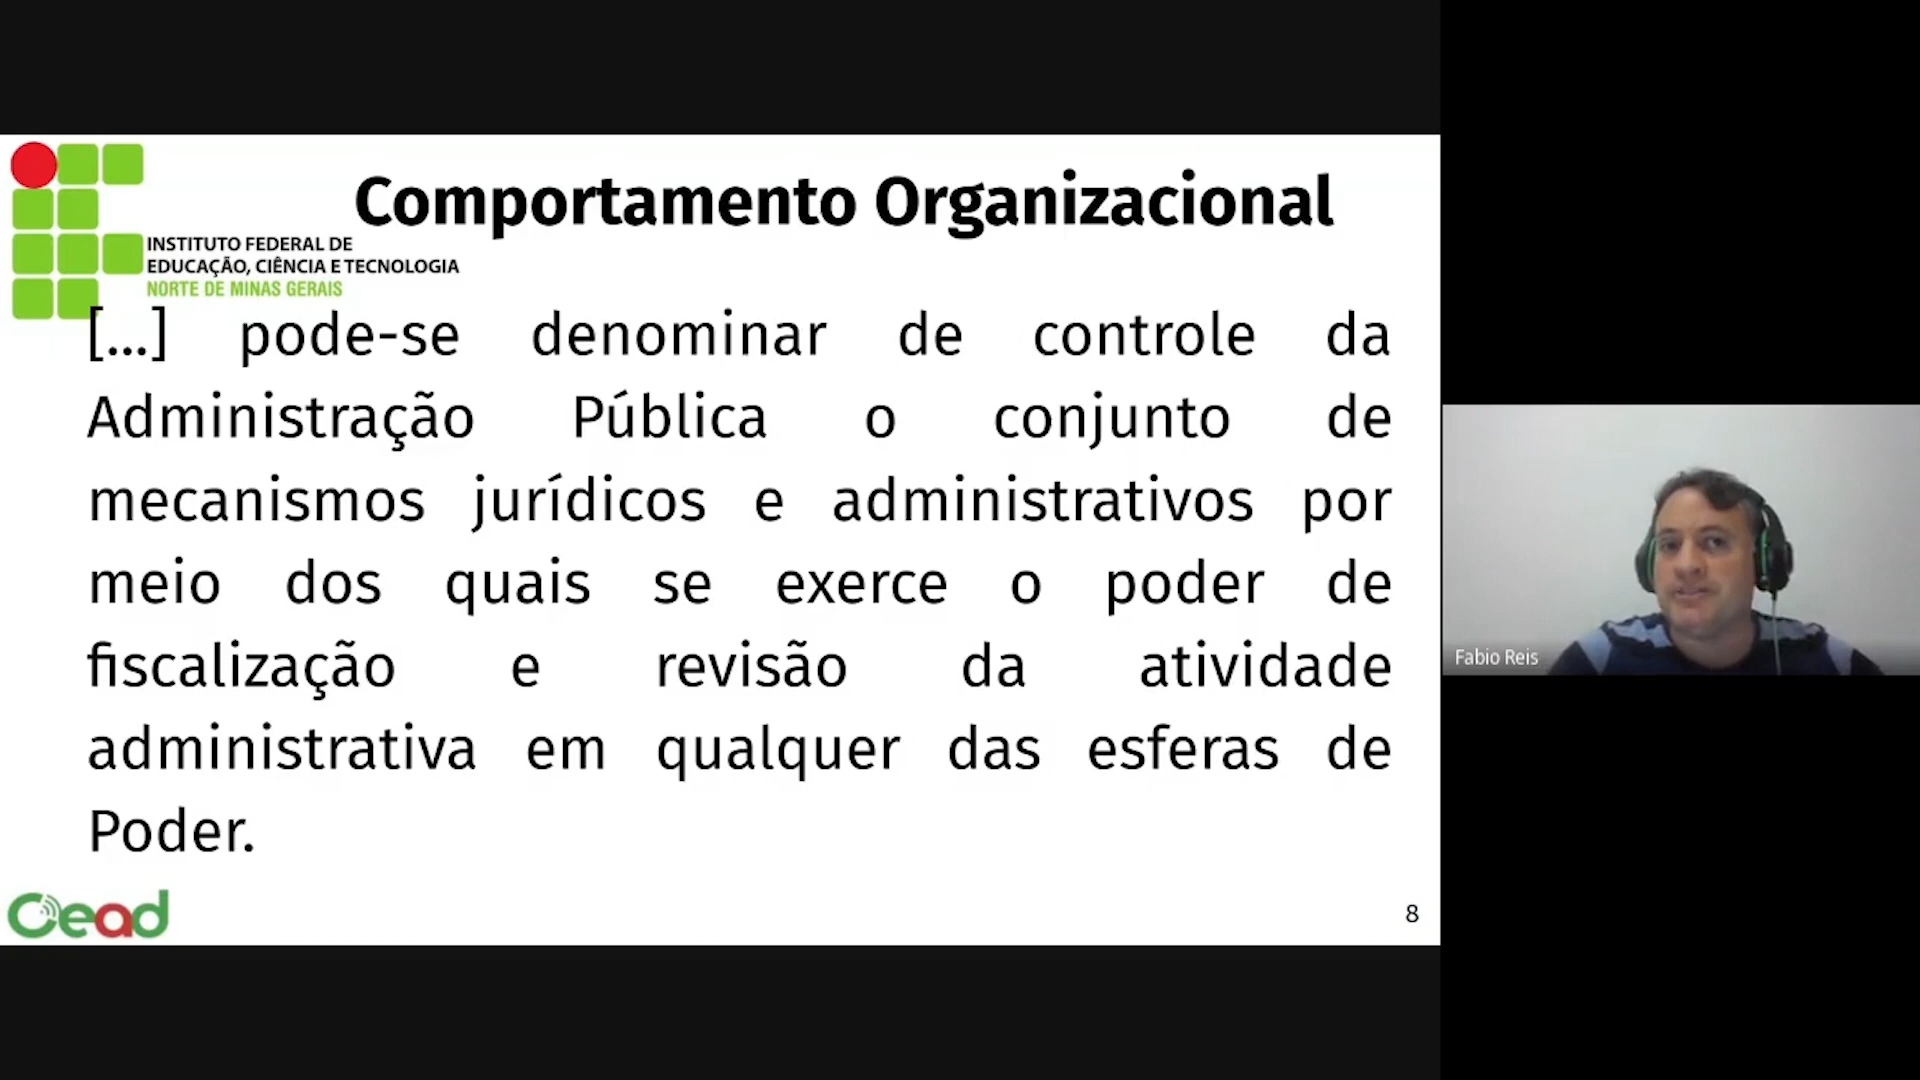 Comportamento Organizacional
INSTITUTO FEDERAL DE
EDUCAÇÃO, CIÊNCIA E TECNOLOGIA
NORTE DE MINAS GERAIS
[...] pode-se denominar de controle da
Administração Pública o conjunto de
mecanismos jurídicos e administrativos por
meio dos quais se exerce o poder de
fiscalização e revisão da atividade
administrativa em qualquer das esferas de
Poder.
Cead
8
Fabio Reis